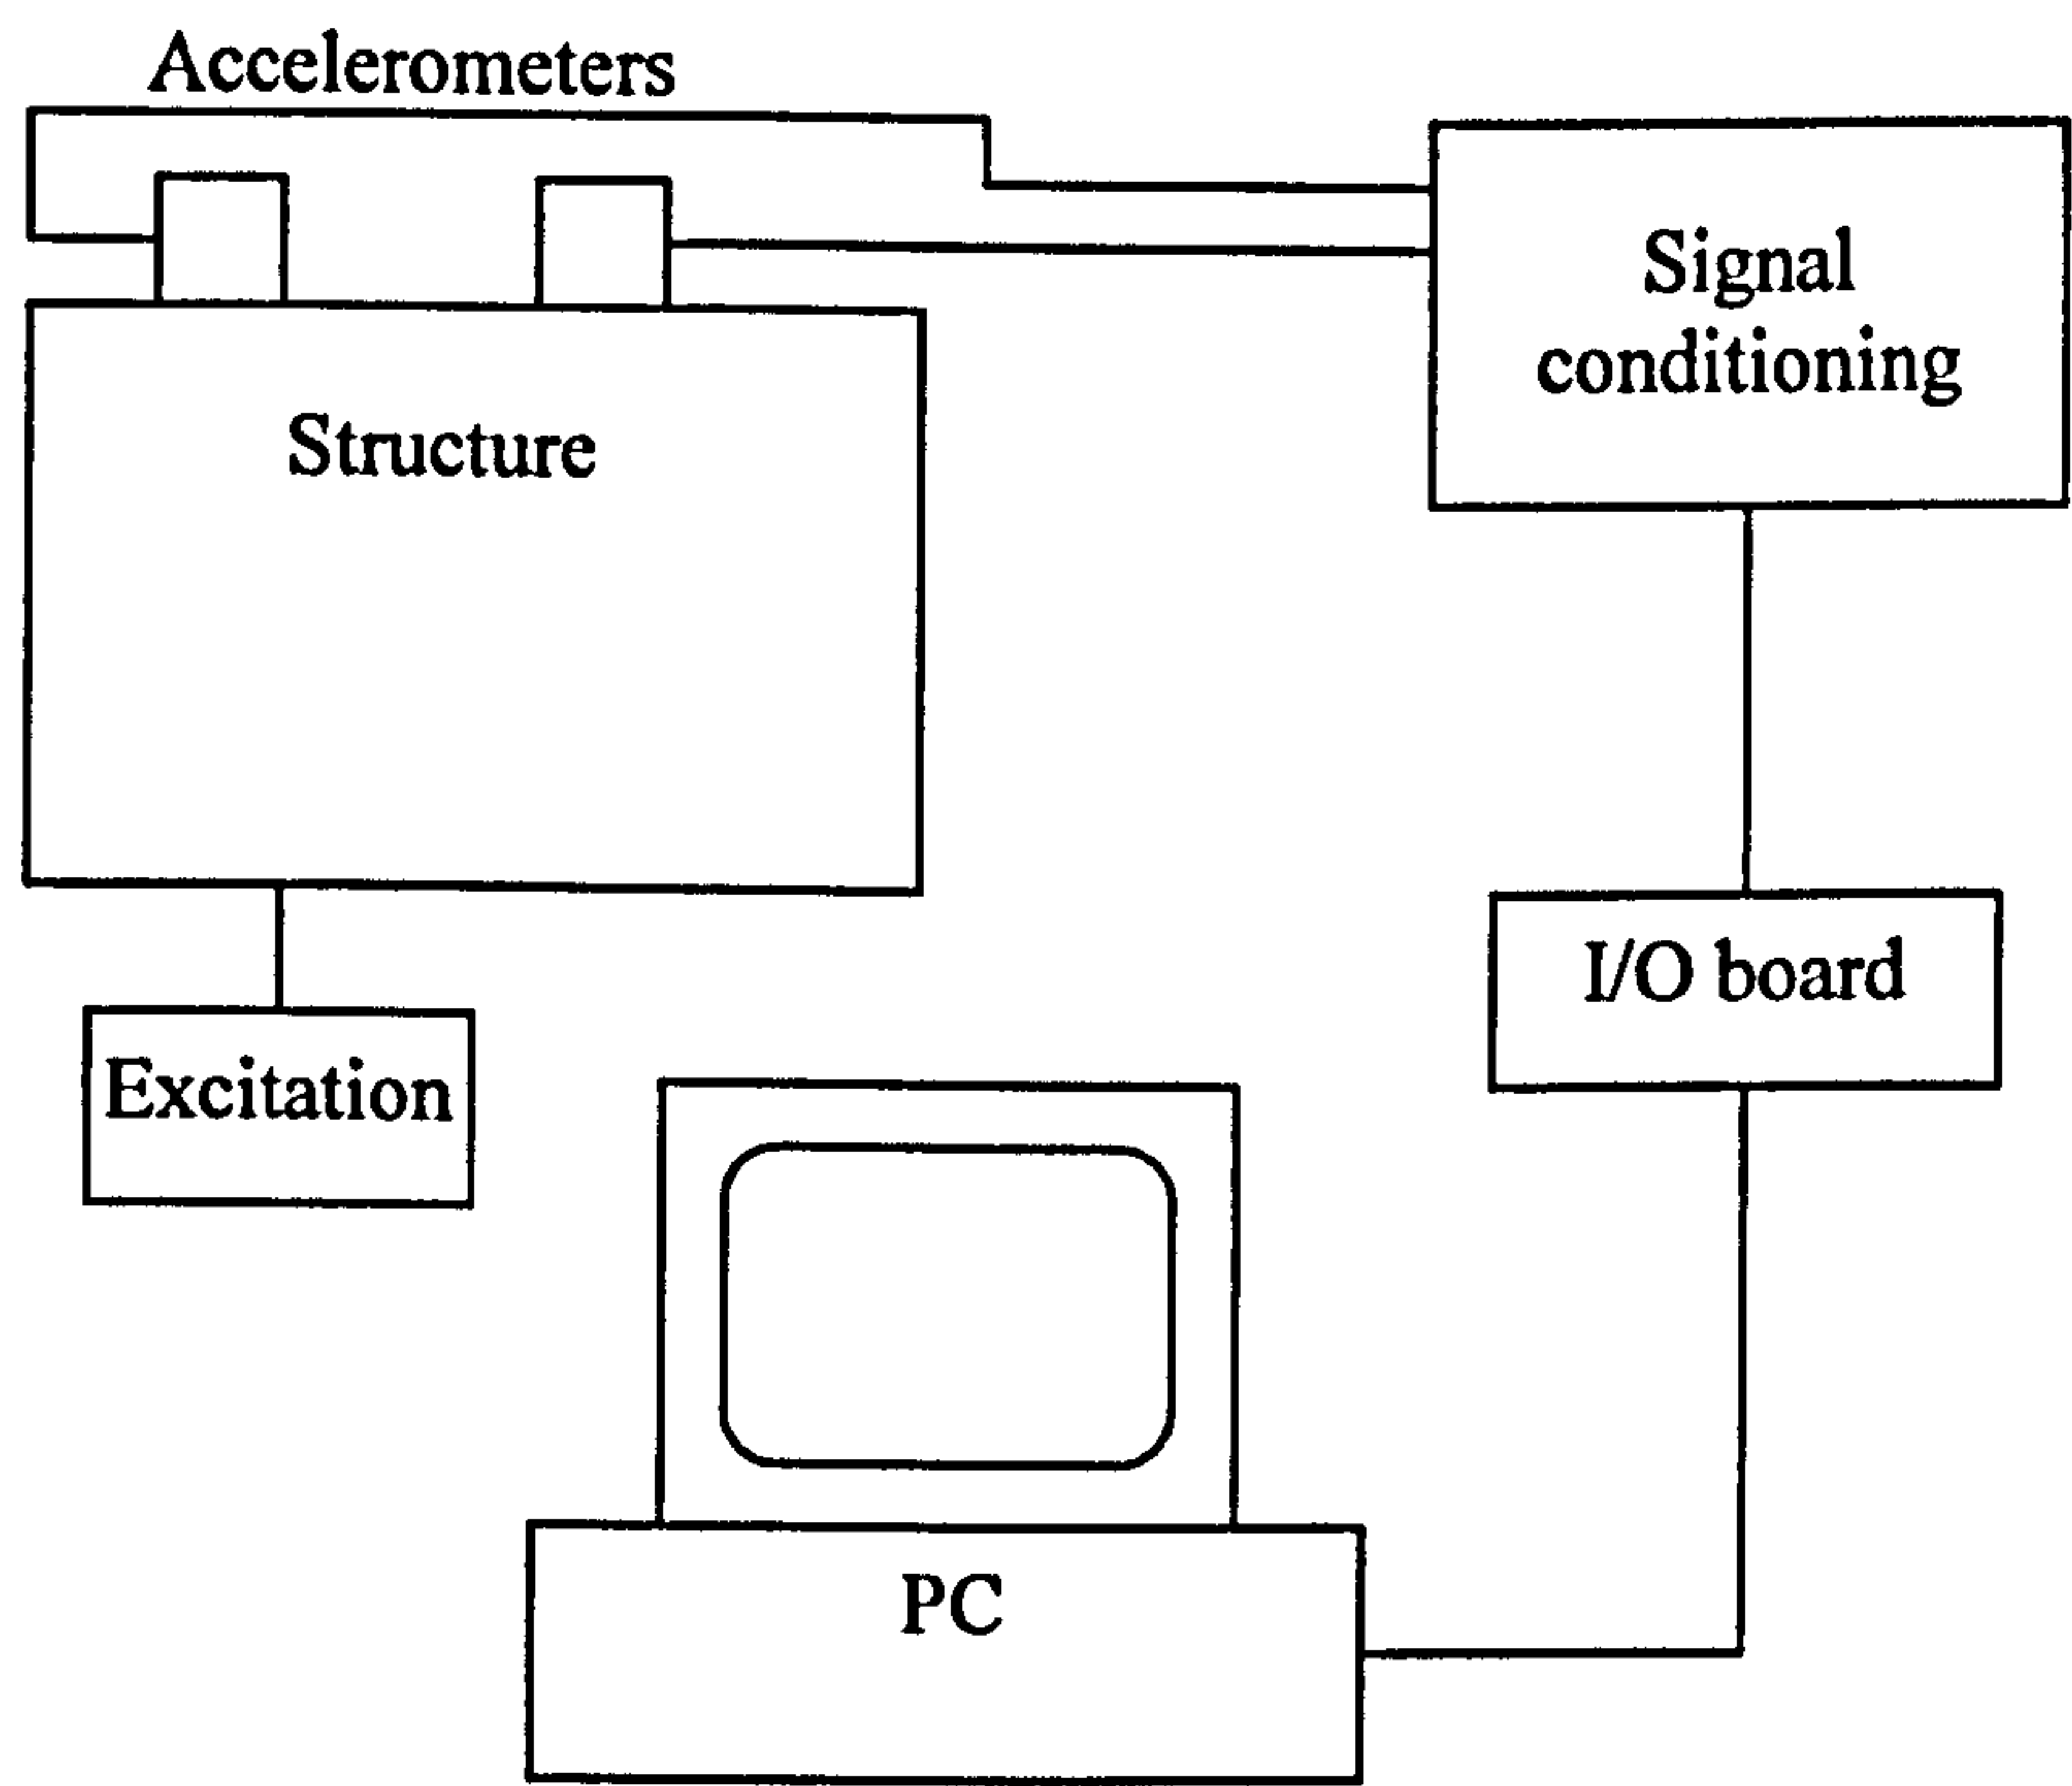 Accelerometers
Signal
conditioning
Structure
I/O board
Excitation
PC